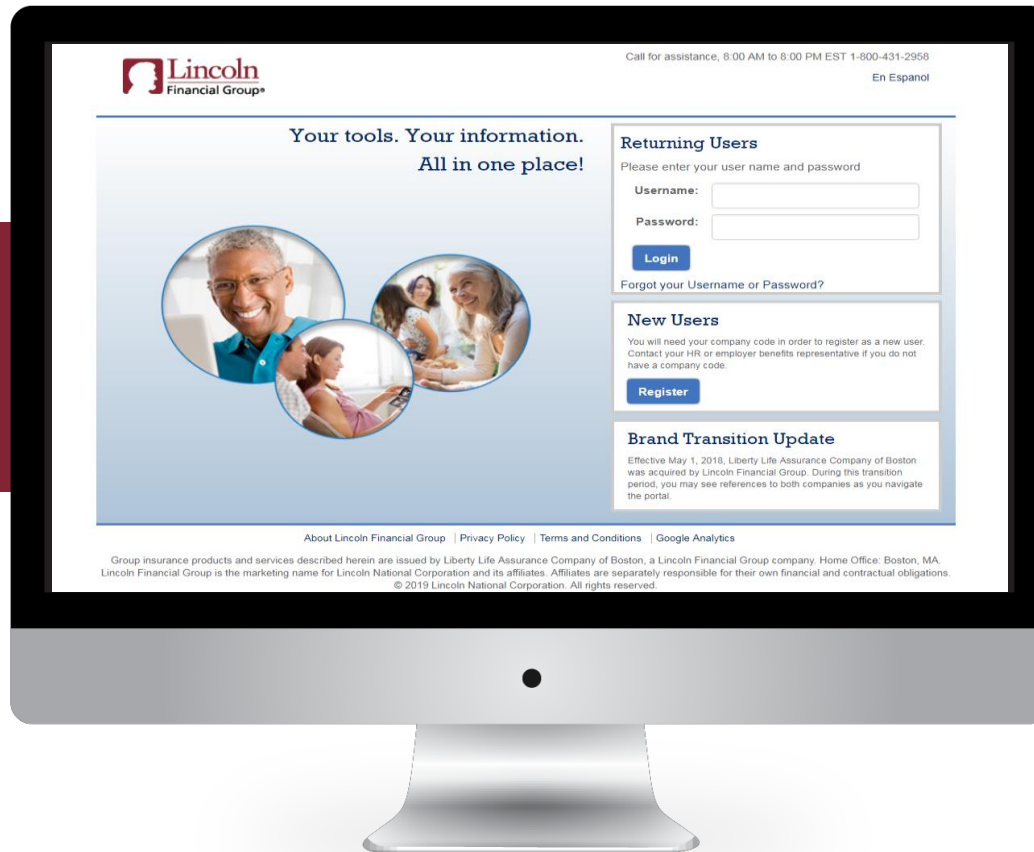 Lincoln
Financial Group®
Call for assistance, 8:00 AM to 8:00 PM EST 1-800-431-2958
En Espanol
Your tools. Your information.
All in one place!
Returning Users
Please enter your user name and password
Username:
Password:
Login
Forgot your Username or Password?
New Users
You will need your company code in order to register as a new user.
Contact your HR or employer benefits representative if you do not
have a company code.
Register
Brand Transition Update
Effective May 1, 2018, Liberty Life Assurance Company of Boston
was acquired by Lincoln Financial Group. During this transition
period, you may see references to both companies as you navigate
the portal.
About Lincoln Financial Group | Privacy Policy | Terms and Conditions | Google Analytics
Group insurance products and services described herein are issued by Liberty Life Assurance Company of Boston, a Lincoln Financial Group company. Home Office: Boston, MA.
Lincoln Financial Group is the marketing name for Lincoln National Corporation and its affiliates. Affiliates are separately responsible for their own financial and contractual obligations.
© 2019 Lincoln National Corporation. All rights reserved.